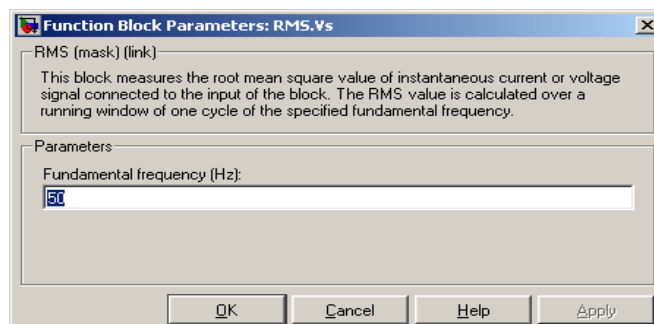 Function Block Parameters: RMS.Vs
RMS (mask) (link)
This block measures the root mean square value of instantaneous current or voltage
signal connected to the input of the block. The RMS value is calculated over a
running window of one cycle of the specified fundamental frequency.
Parameters
Fundamental frequency (Hz):
50
OK Cancel Help Apply